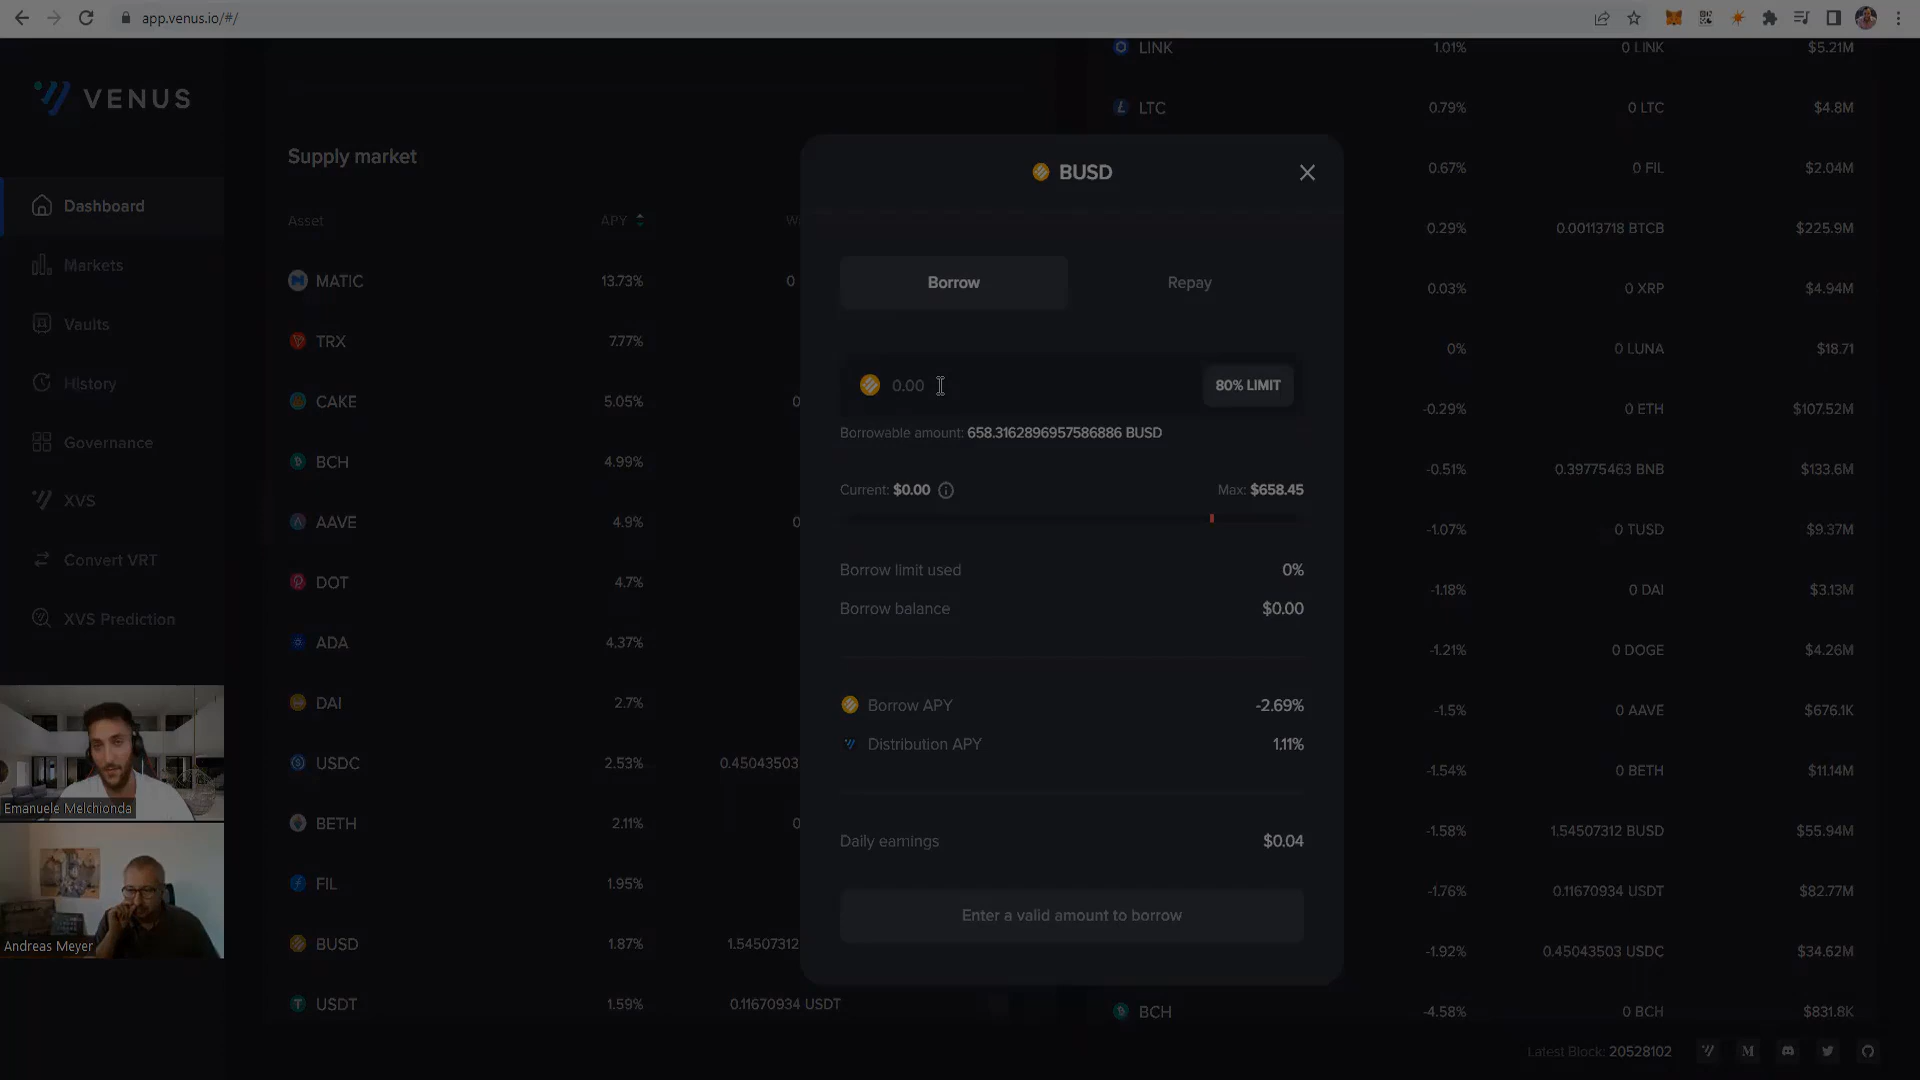 app.venus.io/#/
VENUS
Dashboard
Markets
Vaults
History
Governance
XVS
Convert VRT
XVS Prediction
Emanuele Melchionda
Andreas Meyer
Supply market
Asset APY W
MATIC 13.73% 0
TRX 7.77%
CAKE 5.05% 0
BCH 4.99%
AAVE 4.9% 0
DOT 4.7%
ADA 4.37%
DAI 2.7%
USDC 2.53% 0.45043503
BETH 2.11% 0
FIL 1.95%
BUSD 1.87% 1.54507312
USDT 1.59% 0.11670934 USDT
BUSD
Borrow Repay
0.00 80% LIMIT
Borrowable amount: 658.3162896957586886 BUSD
Current: $0.00 Max: $658.45
Borrow limit used 0%
Borrow balance $0.00
Borrow APY -2.69%
Distribution APY 1.11%
Daily earnings $0.04
Enter a valid amount to borrow
LINK 1.01% 0 LINK $5.21M
LTC 0.79% 0 LTC $4.8M
0.67% 0 FIL $2.04M
0.29% 0.00113718 BTCB $225.9M
0.03% 0 XRP $4.94M
0% 0 LUNA $18.71
-0.29% 0 ETH $107.52M
-0.51% 0.39775463 BNB $133.6M
-1.07% 0 TUSD $9.37M
-1.18% 0 DAI $3.13M
-1.21% 0 DOGE $4.26M
-1.5% 0 AAVE $676.1K
-1.54% 0 BETH $11.14M
-1.58% 1.54507312 BUSD $55.94M
-1.76% 0.11670934 USDT $82.77M
-1.92% 0.45043503 USDC $34.62M
BCH -4.58% 0 BCH $831.8K
Latest Block: 20528102